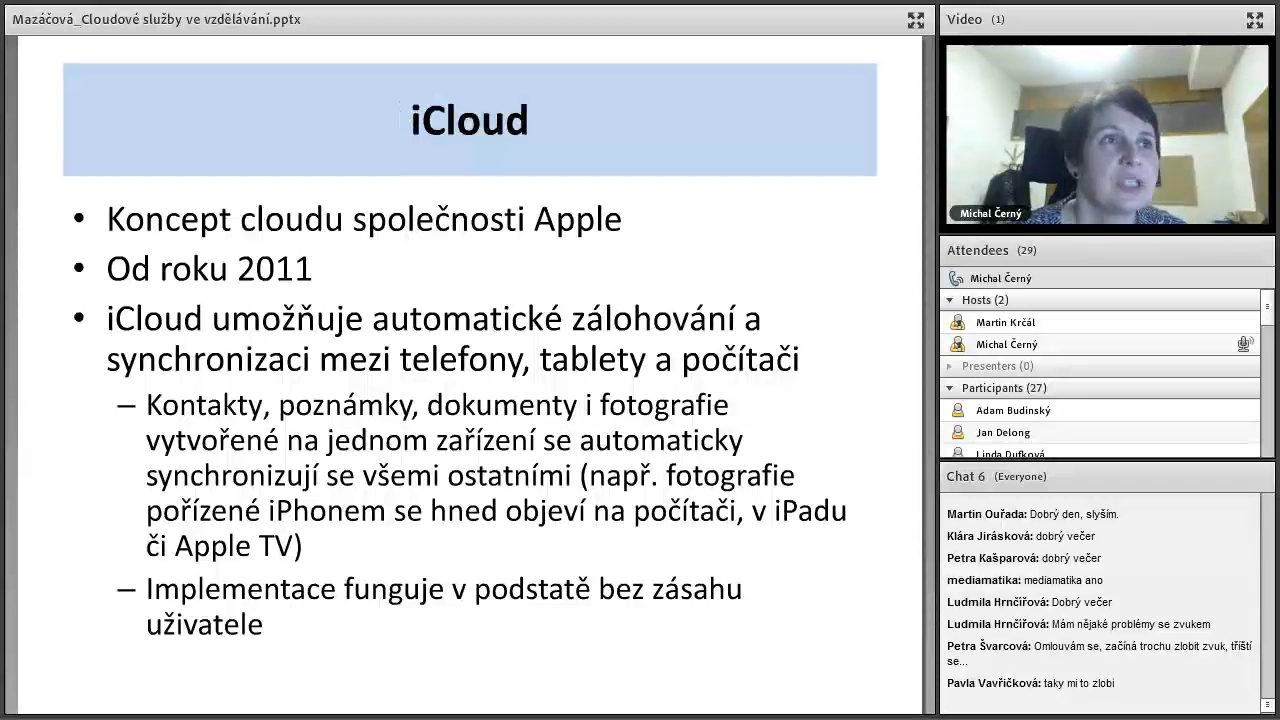 Mazáčová_Cloudové služby ve vzdělávání.pptx
iCloud
• Koncept cloudu společnosti Apple
• Od roku 2011
• iCloud umožňuje automatické zálohování a
synchronizaci mezi telefony, tablety a počítači
– Kontakty, poznámky, dokumenty i fotografie
vytvořené na jednom zařízení se automaticky
synchronizují se všemi ostatními (např. fotografie
pořízené iPhonem se hned objeví na počítači, v iPadu
či Apple TV)
– Implementace funguje v podstatě bez zásahu
uživatele
Video (1)
Michal Černý
Attendees (29)
Michal Černý
Hosts (2)
Martin Krčál
Michal Černý
Presenters (0)
Participants (27)
Adam Budinský
Jan Delong
Linda Dufková
Chat 6 (Everyone)
Martin Ouřada: Dobrý den, slyším.
Klára Jirásková: dobrý večer
Petra Kašparová: dobrý večer
mediamatika: mediamatika ano
Ludmila Hrnčířová: Dobrý večer
Ludmila Hrnčířová: Mám nějaké problémy se zvukem
Petra Švarcová: Omlouvám se, začíná trochu zlobit zvuk, tříští
se...
Pavla Vavřičková: taky mi to zlobí